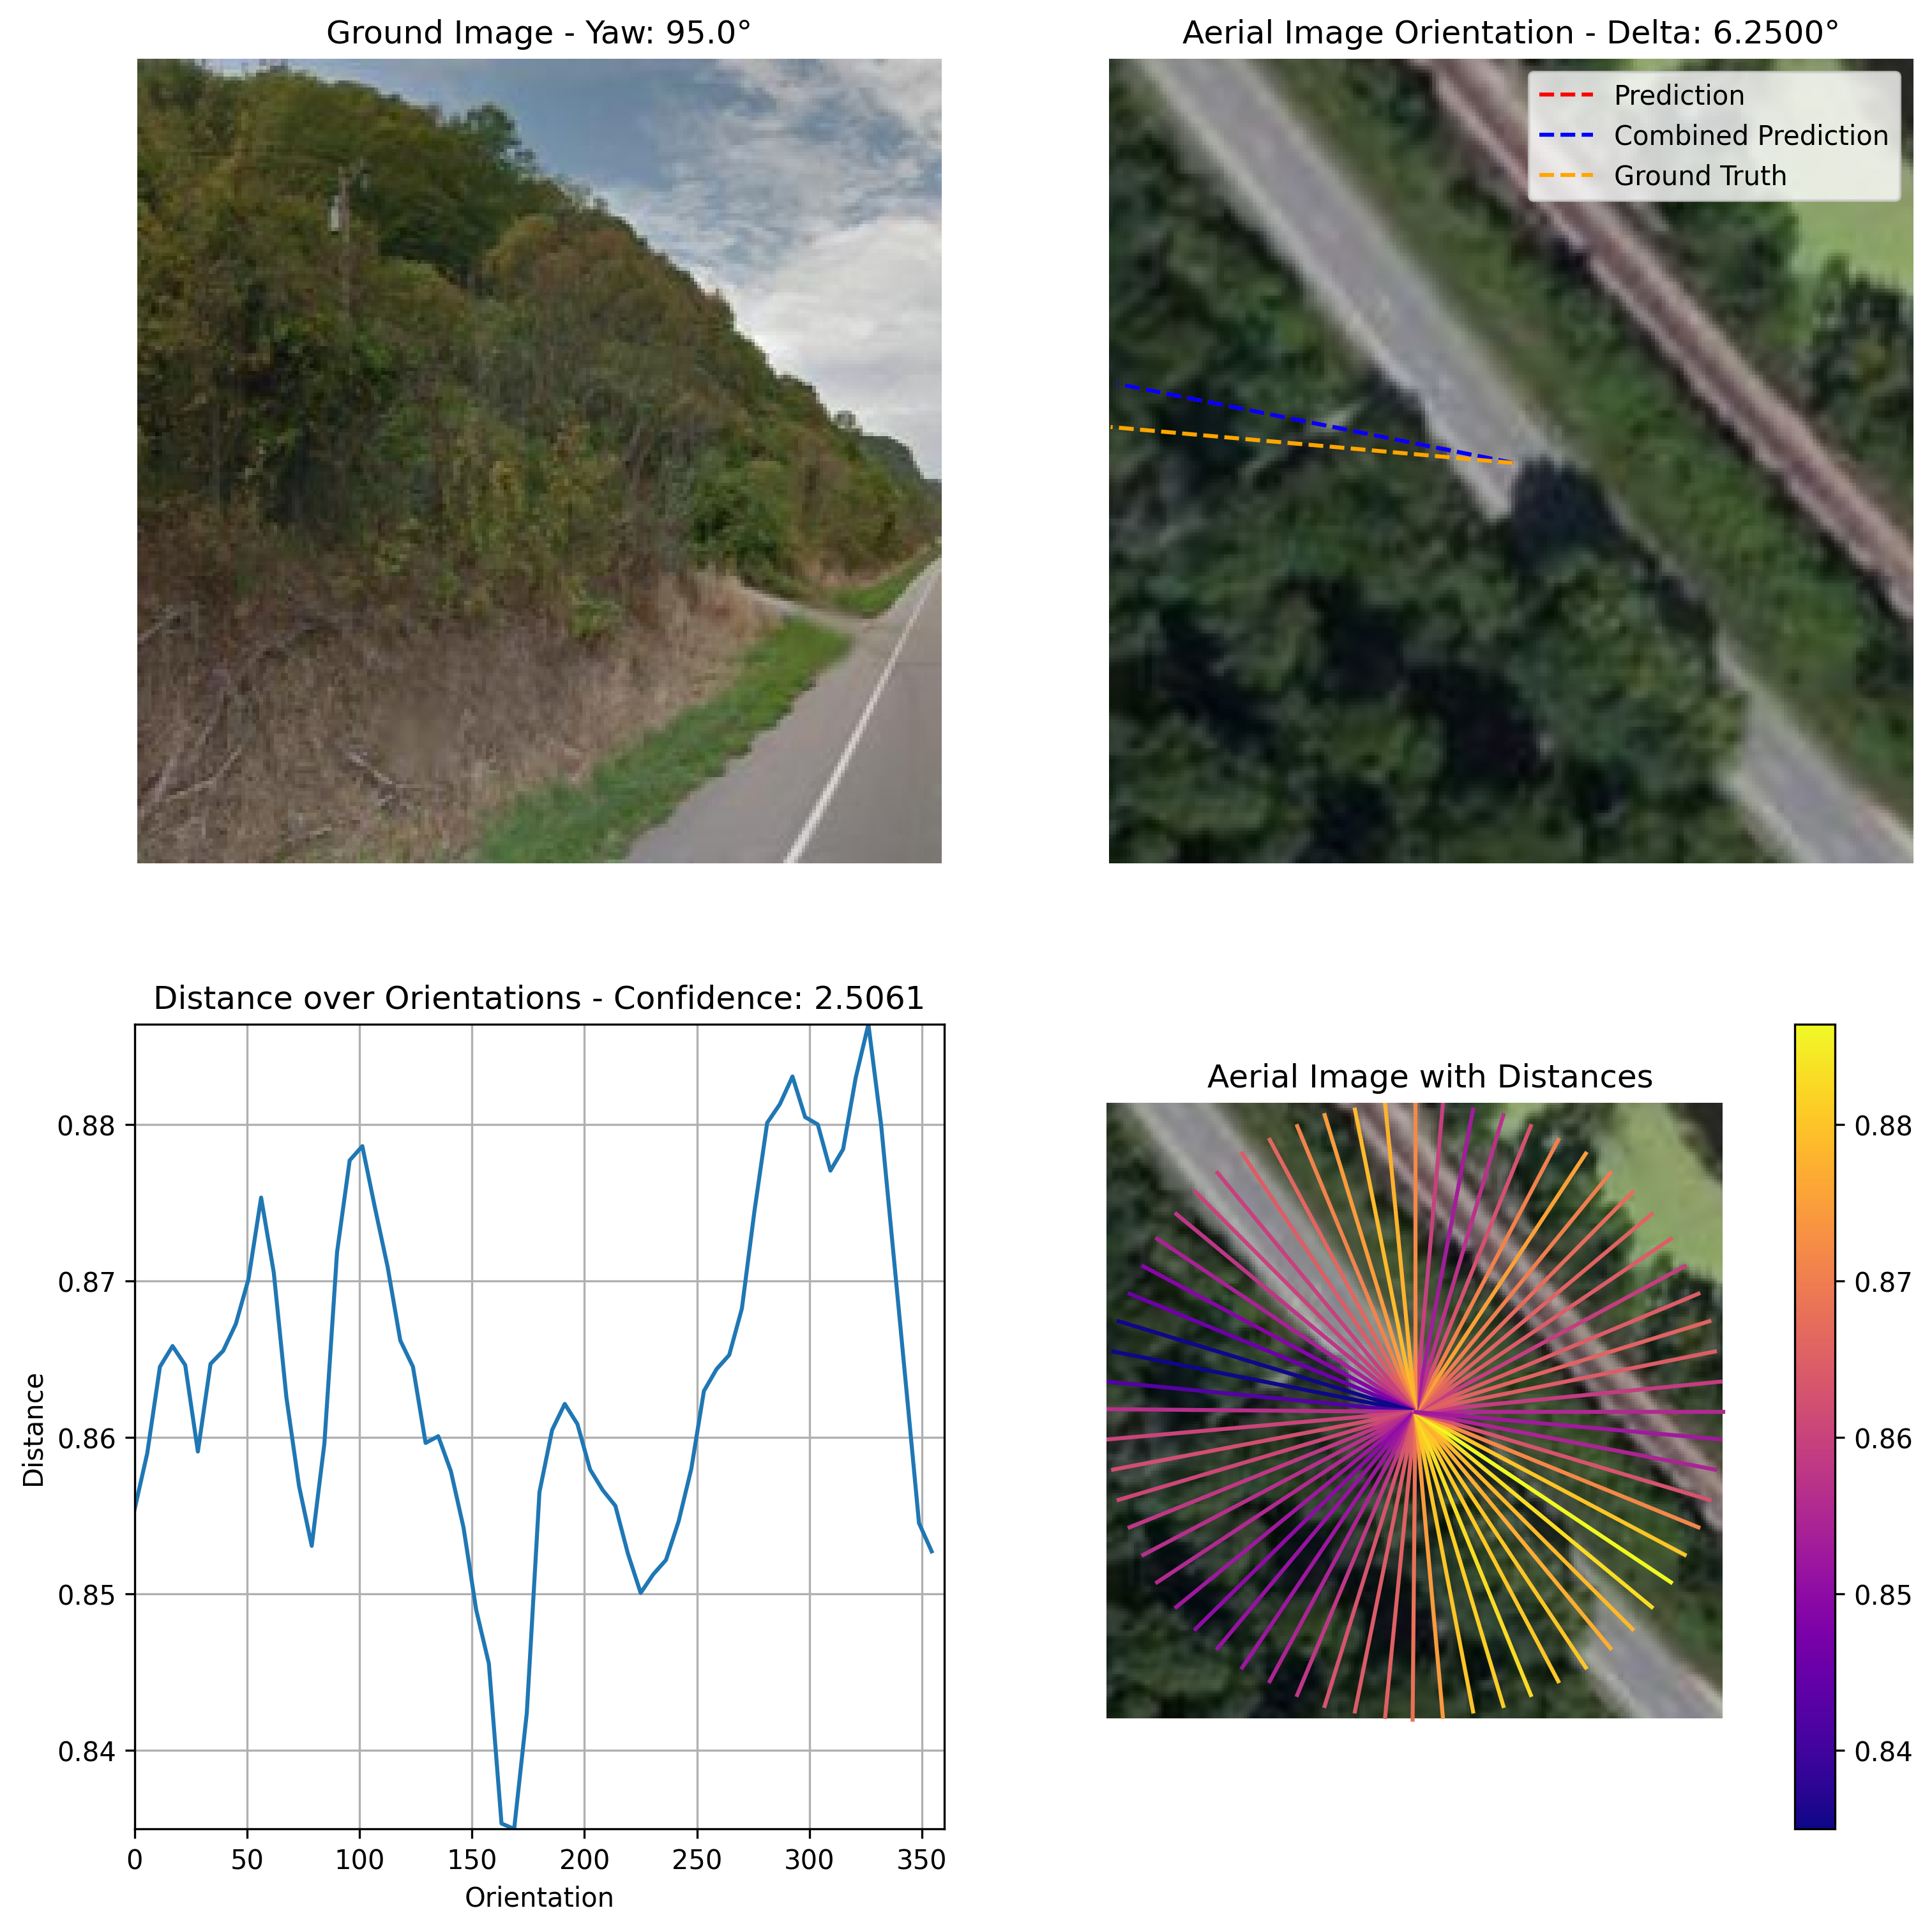 Ground Image - Yaw: 95.0°
Aerial Image Orientation - Delta: 6.2500°
Prediction
Combined Prediction
Ground Truth
Distance over Orientations - Confidence: 2.5061
0.88
0.87
0.86
0.85
0.84
Distance
0
50
100
150
200
250
300
350
Orientation
Aerial Image with Distances
0.88
0.87
0.86
0.85
0.84